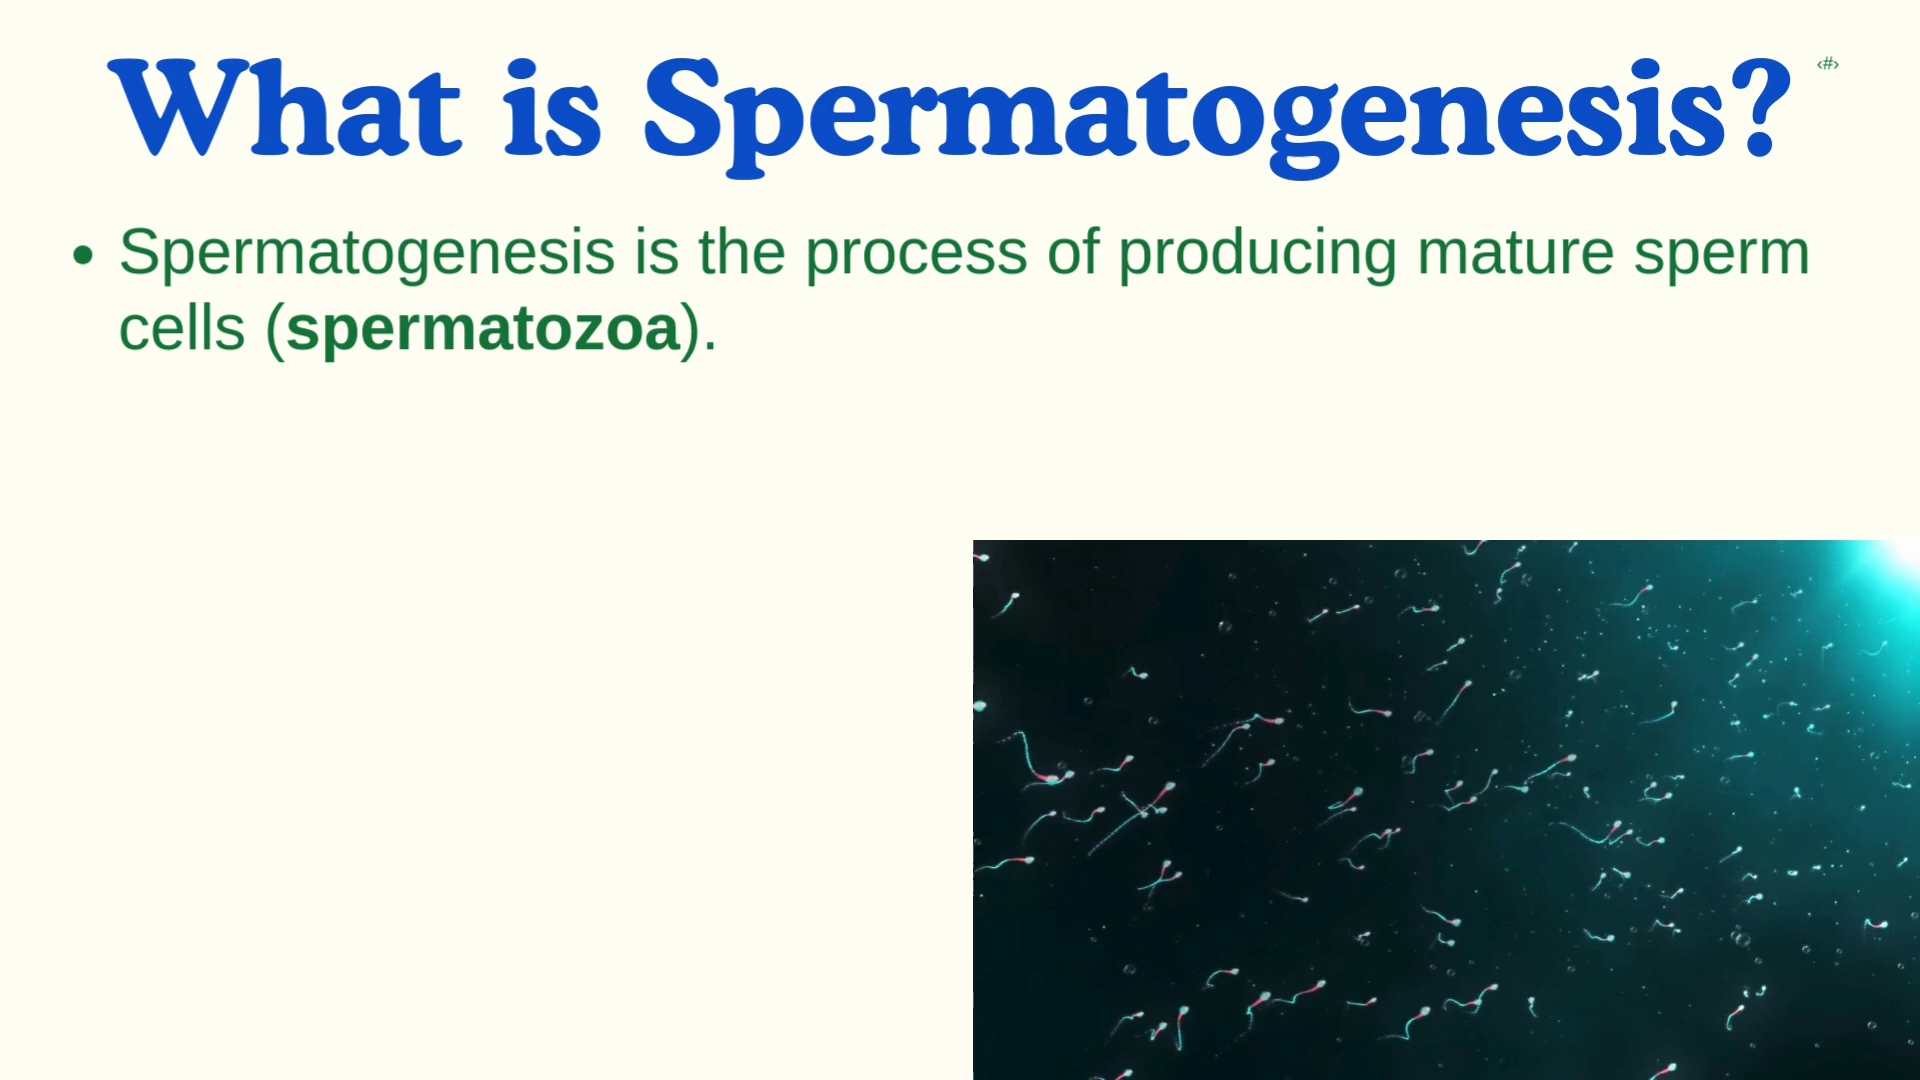 What is Spermatogenesis?
‹#›
• Spermatogenesis is the process of producing mature sperm
cells (spermatozoa).